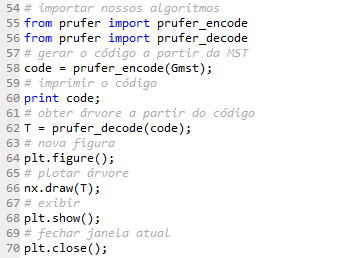 54 # importar nossos algoritmos
55 from prufer import prufer_encode
56 from prufer import prufer_decode
57 # gerar o código a partir da MST
58 code = prufer_encode(Gmst);
59 # imprimir o código
60 print code;
61 # obter árvore a partir do código
62 T = prufer_decode(code);
63 # nova figura
64 plt.figure();
65 # plotar árvore
66 nx.draw(T);
67 # exibir
68 plt.show();
69 # fechar janela atual
70 plt.close();